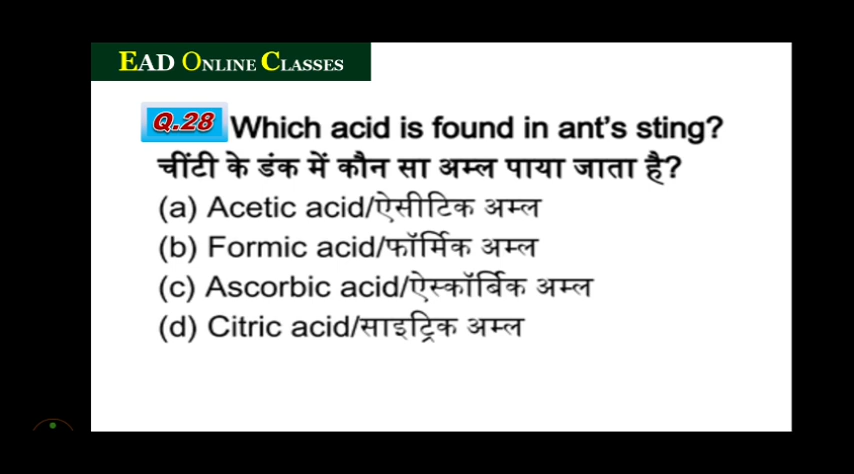 EAD ONLINE CLASSES
Q.28 Which acid is found in ant's sting?
चींटी के डंक में कौन सा अम्ल पाया जाता है?
(a) Acetic acid/ऐसीटिक अम्ल
(b) Formic acid/फॉर्मिक अम्ल
(c) Ascorbic acid/ऐस्कॉर्बिक अम्ल
(d) Citric acid/साइट्रिक अम्ल